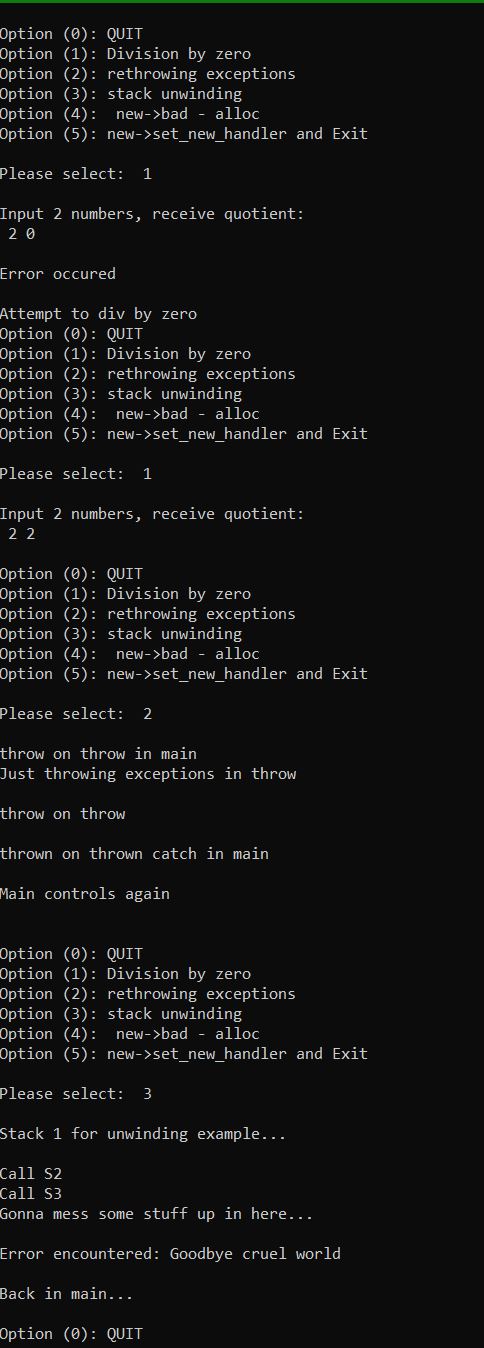 Option (0): QUIT
Option (1): Division by zero
Option (2): rethrowing exceptions
Option (3): stack unwinding
Option (4):  new->bad - alloc
Option (5): new->set_new_handler and Exit
Please select:  1
Input 2 numbers, receive quotient:
2 0
Error occured
Attempt to div by zero
Option (0): QUIT
Option (1): Division by zero
Option (2): rethrowing exceptions
Option (3): stack unwinding
Option (4):  new->bad - alloc
Option (5): new->set_new_handler and Exit
Please select:  1
Input 2 numbers, receive quotient:
2 2
Option (0): QUIT
Option (1): Division by zero
Option (2): rethrowing exceptions
Option (3): stack unwinding
Option (4):  new->bad - alloc
Option (5): new->set_new_handler and Exit
Please select:  2
throw on throw in main
Just throwing exceptions in throw
throw on throw
thrown on thrown catch in main
Main controls again
Option (0): QUIT
Option (1): Division by zero
Option (2): rethrowing exceptions
Option (3): stack unwinding
Option (4):  new->bad - alloc
Option (5): new->set_new_handler and Exit
Please select:  3
Stack 1 for unwinding example...
Call S2
Call S3
Gonna mess some stuff up in here...
Error encountered: Goodbye cruel world
Back in main...
Option (0): QUIT